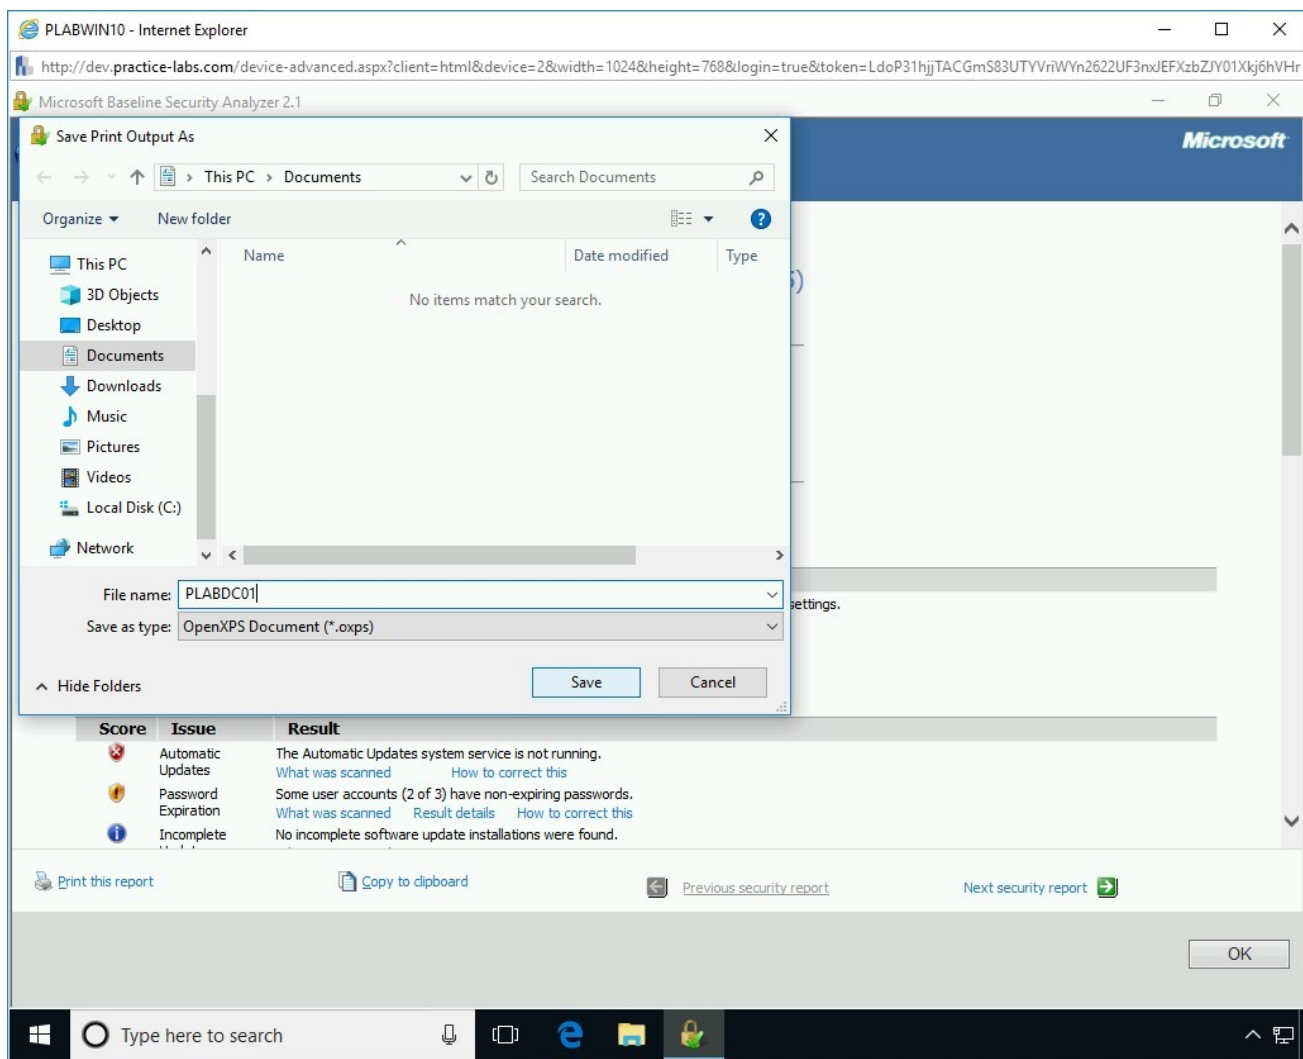 PLABWIN10 - Internet Explorer
http://dev.practice-labs.com/device-advanced.aspx?client=html&device=2&width=1024&height=768&login=true&token=LdoP31hjjTACGmS83UTYVriWYn2622UF3nxJEFXzbZJY01Xkj6hVHr
Microsoft Baseline Security Analyzer 2.1
Save Print Output As
Microsoft
This PC > Documents
Search Documents
Organize
New folder
Name
Date modified
Type
No items match your search.
This PC
3D Objects
Desktop
Documents
Downloads
Music
Pictures
Videos
Local Disk (C:)
Network
File name: PLABDC01
Save as type: OpenXPS Document (*.oxps)
settings.
Hide Folders
Save
Cancel
Score Issue Result
Automatic Updates
The Automatic Updates system service is not running.
What was scanned How to correct this
Password Expiration
Some user accounts (2 of 3) have non-expiring passwords.
What was scanned Result details How to correct this
Incomplete
No incomplete software update installations were found.
Print this report
Copy to clipboard
Previous security report
Next security report
OK
Type here to search